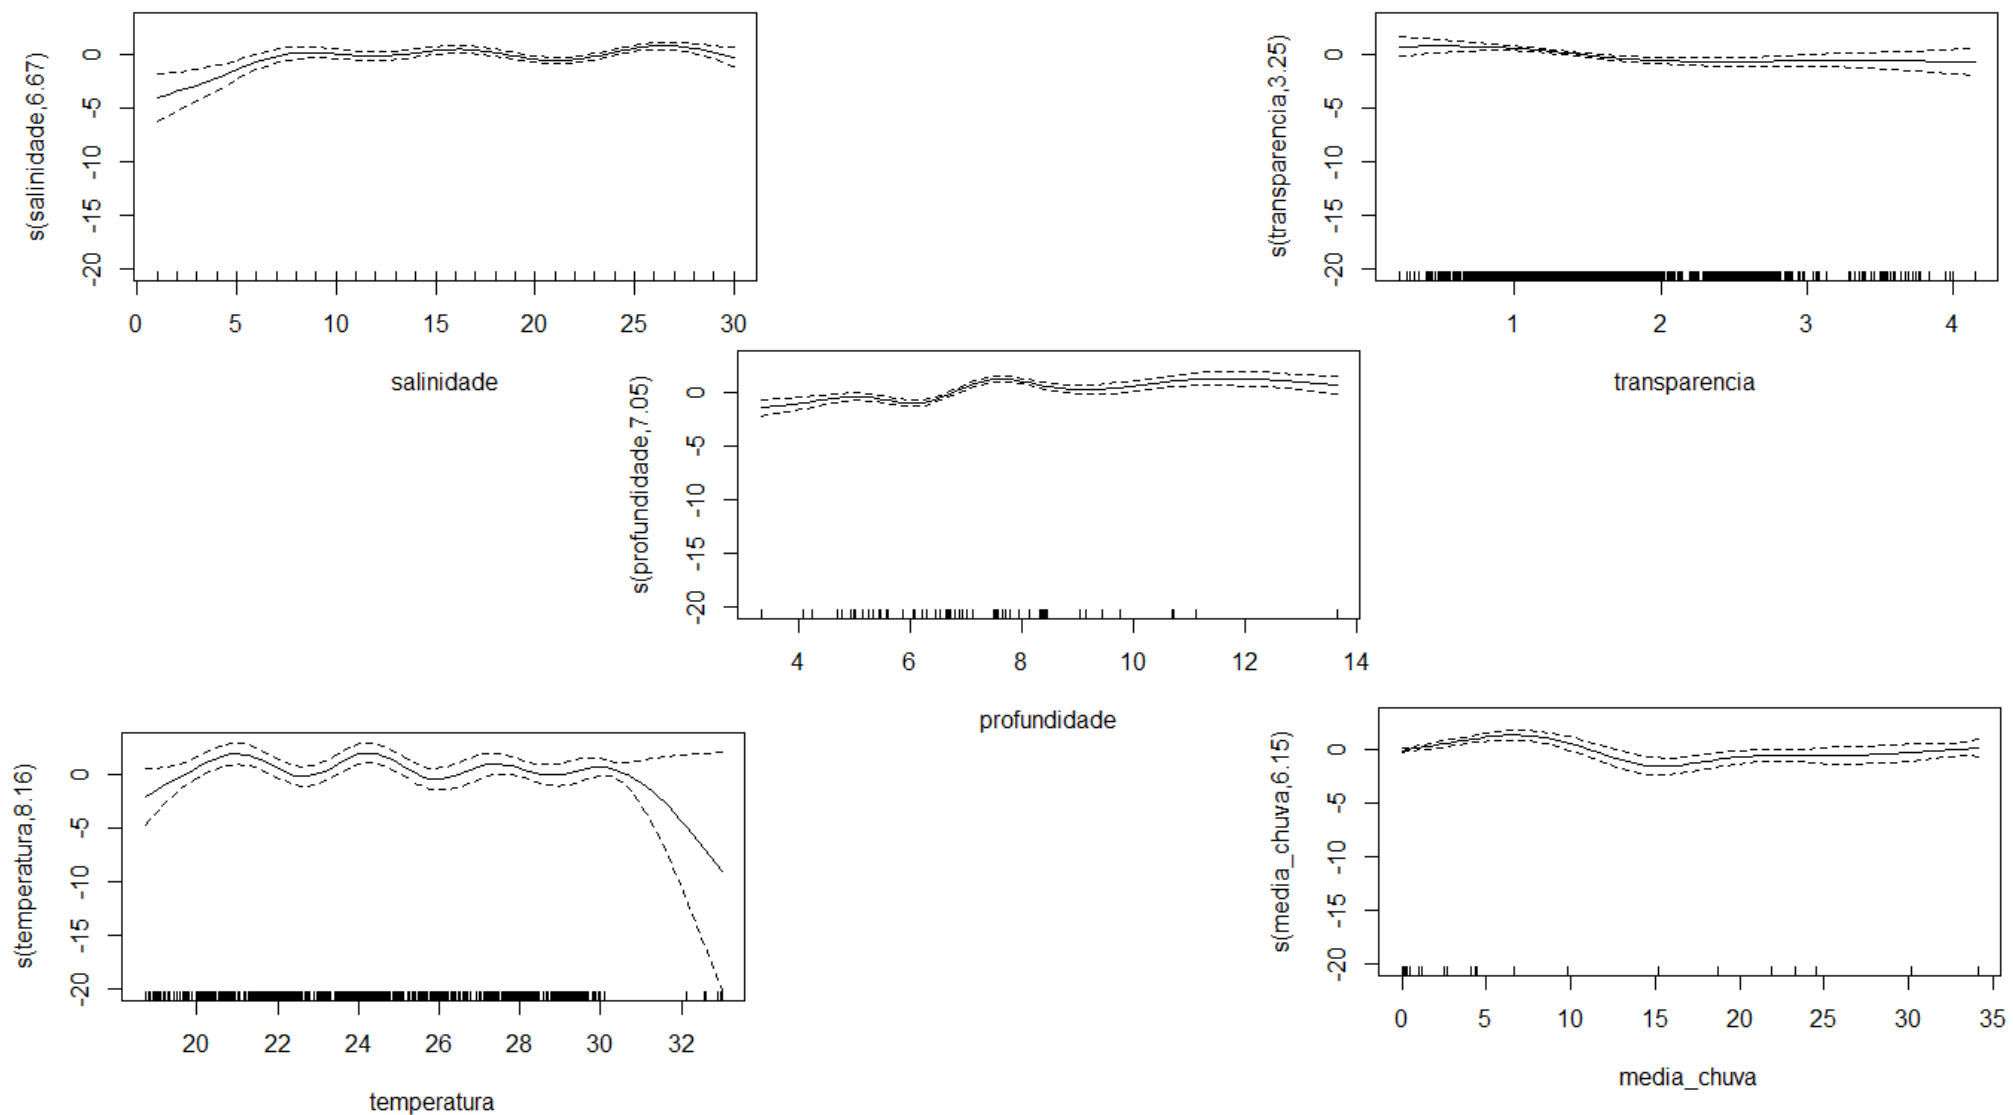 s(salinidade,6.67)
0
-5
-10
-15
-20
0 5 10 15 20 25 30
salinidade
s(transparencia,3.25)
0
-5
-10
-15
-20
1 2 3 4
transparencia
s(profundidade,7.05)
0
-5
-10
-15
-20
4 6 8 10 12 14
profundidade
s(temperatura,8.16)
0
-5
-10
-15
-20
20 22 24 26 28 30 32
temperatura
s(media_chuva,6.15)
0
-5
-10
-15
-20
0 5 10 15 20 25 30 35
media_chuva